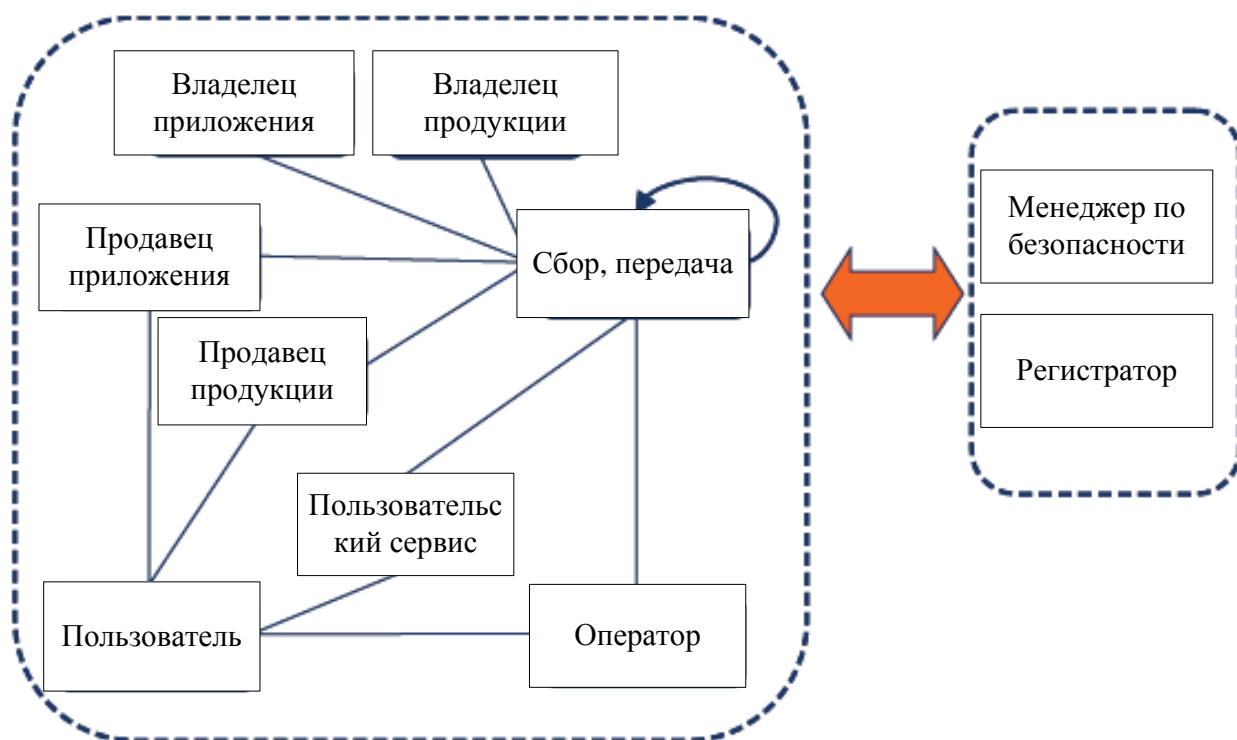 Владелец
приложения
Владелец
продукции
Продавец
приложения
Сбор, передача
Продавец
продукции
Пользовательс
кий сервис
Пользователь
Оператор
Менеджер по
безопасности
Регистратор